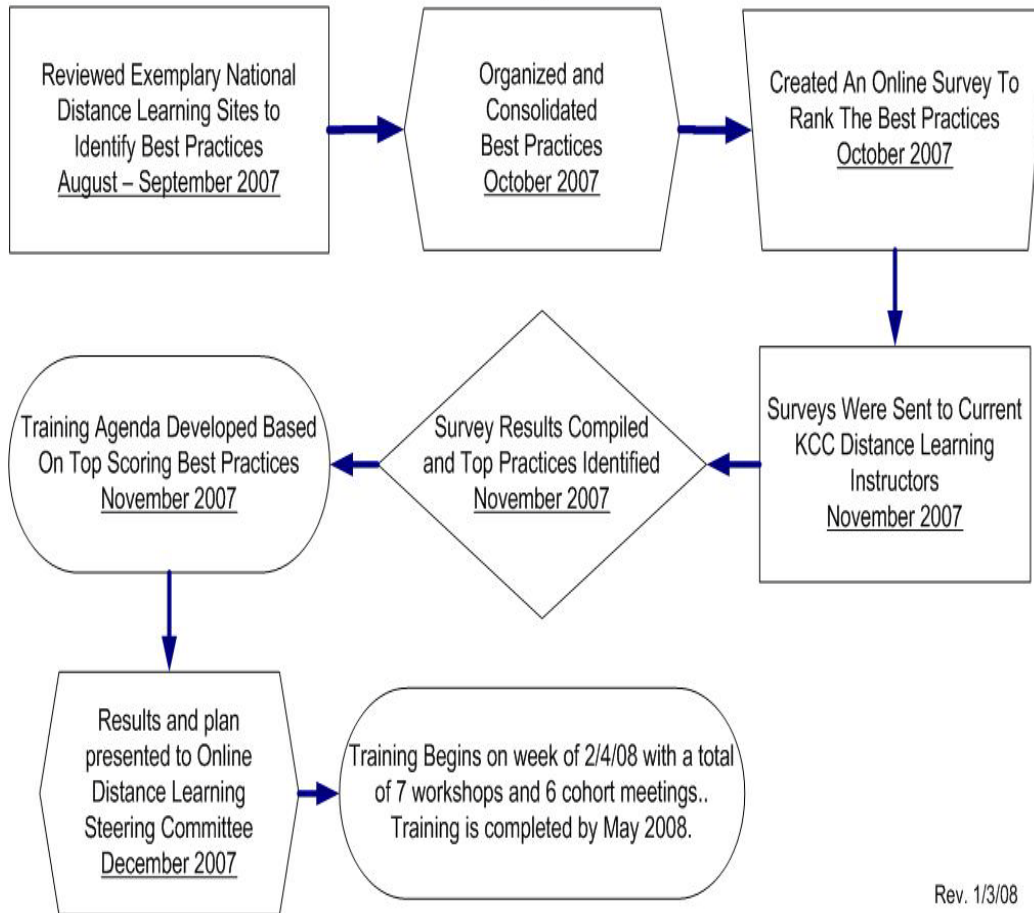 Reviewed Exemplary National
Distance Learning Sites to
Identify Best Practices
August – September 2007
Organized and
Consolidated
Best Practices
October 2007
Created An Online Survey To
Rank The Best Practices
October 2007
Surveys Were Sent to Current
KCC Distance Learning
Instructors
November 2007
Survey Results Compiled
and Top Practices Identified
November 2007
Training Agenda Developed Based
On Top Scoring Best Practices
November 2007
Results and plan
presented to Online
Distance Learning
Steering Committee
December 2007
Training Begins on week of 2/4/08 with a total
of 7 workshops and 6 cohort meetings..
Training is completed by May 2008.
Rev. 1/3/08